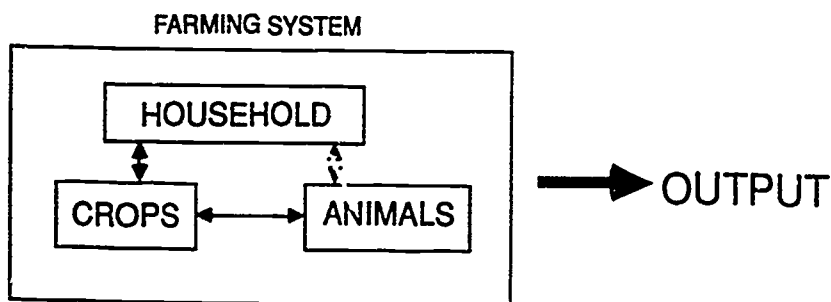 FARMING SYSTEM
HOUSEHOLD
CROPS
ANIMALS
OUTPUT